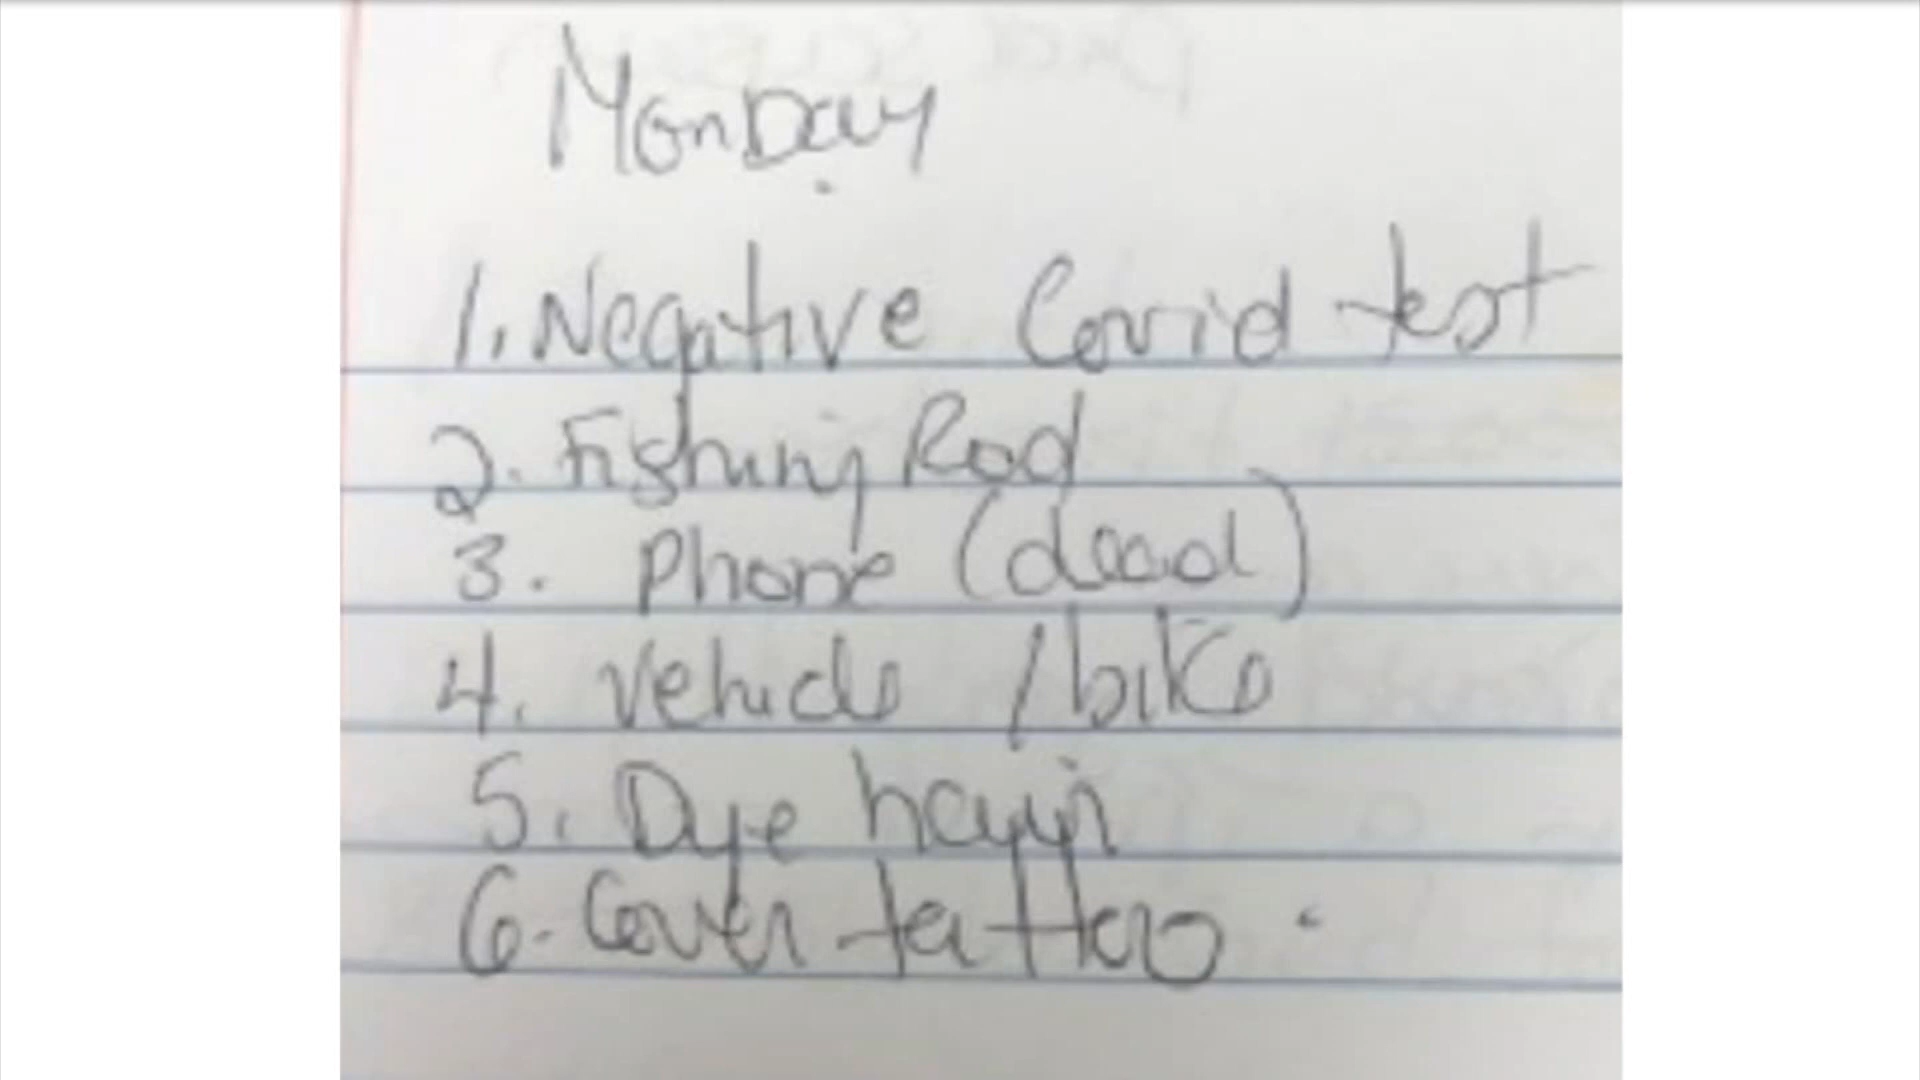 Monday
1. Negative Covid test
2. Fishing Rod
3. Phone (dead)
4. Vehicle / bike
5. Dye hair
6. Cover tattoo.